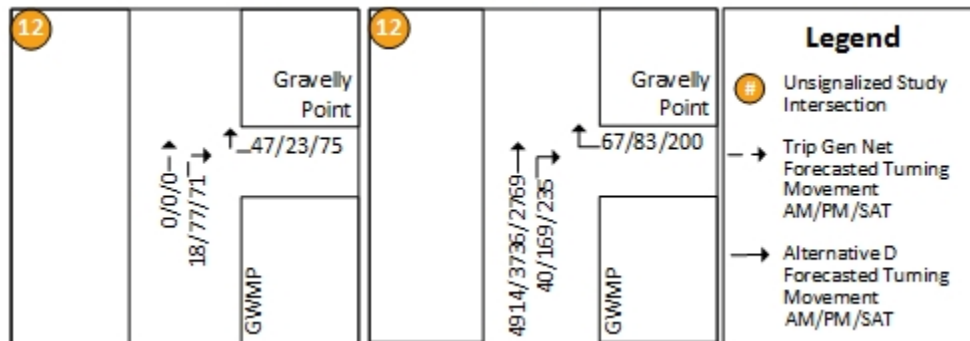 12
Gravelly
Point
47/23/75
0/0/0
18/77/71
GWMP
12
Gravelly
Point
67/83/200
4914/3736/2769
40/169/235
GWMP
Legend
#
Unsignalized Study
Intersection
Trip Gen Net
Forecasted Turning
Movement
AM/PM/SAT
Alternative D
Forecasted Turning
Movement
AM/PM/SAT